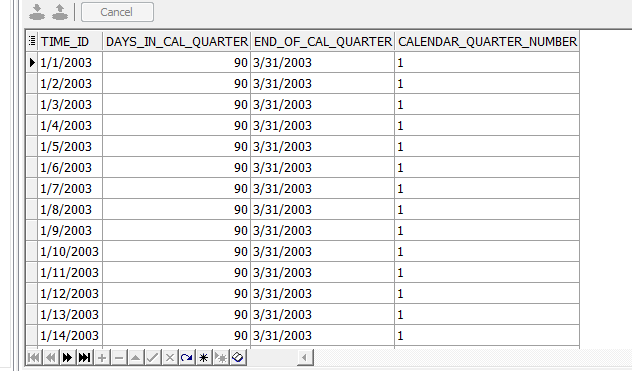 Cancel
TIME_ID DAYS_IN_CAL_QUARTER END_OF_CAL_QUARTER CALENDAR_QUARTER_NUMBER
1/1/2003 90 3/31/2003 1
1/2/2003 90 3/31/2003 1
1/3/2003 90 3/31/2003 1
1/4/2003 90 3/31/2003 1
1/5/2003 90 3/31/2003 1
1/6/2003 90 3/31/2003 1
1/7/2003 90 3/31/2003 1
1/8/2003 90 3/31/2003 1
1/9/2003 90 3/31/2003 1
1/10/2003 90 3/31/2003 1
1/11/2003 90 3/31/2003 1
1/12/2003 90 3/31/2003 1
1/13/2003 90 3/31/2003 1
1/14/2003 90 3/31/2003 1